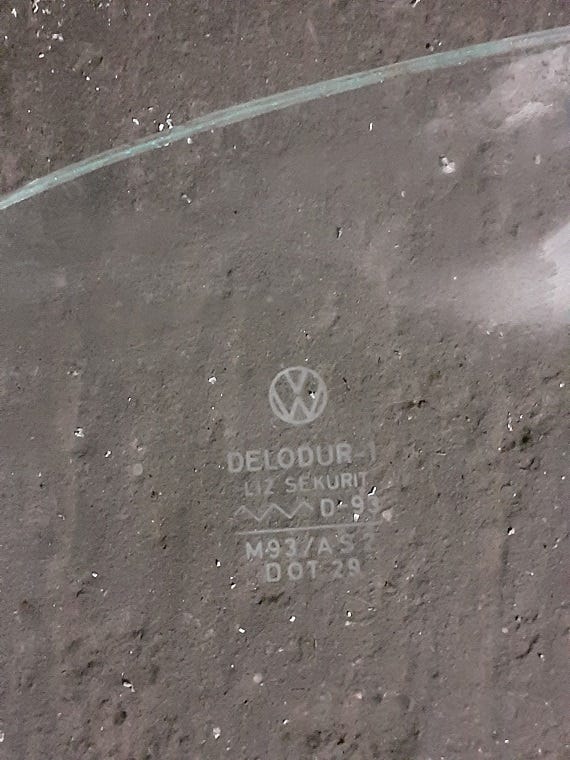 DELODUR-1
LIZ SEKURIT
D-93
M93/AS2
DOT 29